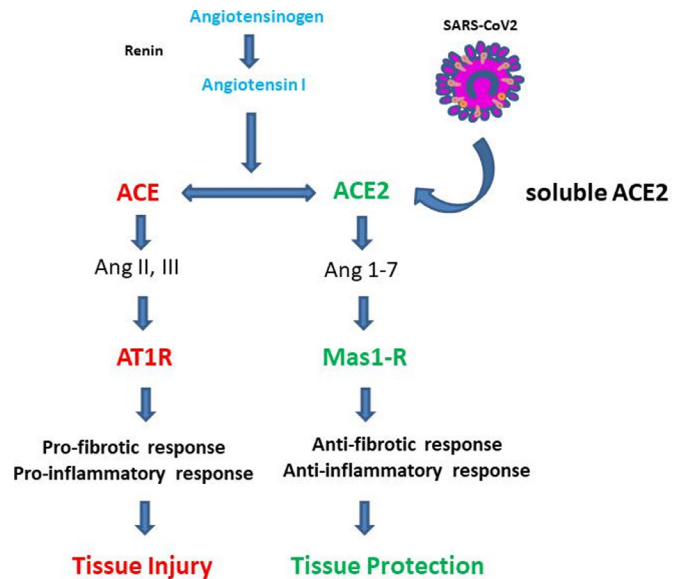 Angiotensinogen
SARS-CoV2
Renin
Angiotensin I
ACE
ACE2
soluble ACE2
Ang II, III
Ang 1-7
AT1R
Mas1-R
Pro-fibrotic response
Pro-inflammatory response
Anti-fibrotic response
Anti-inflammatory response
Tissue Injury
Tissue Protection